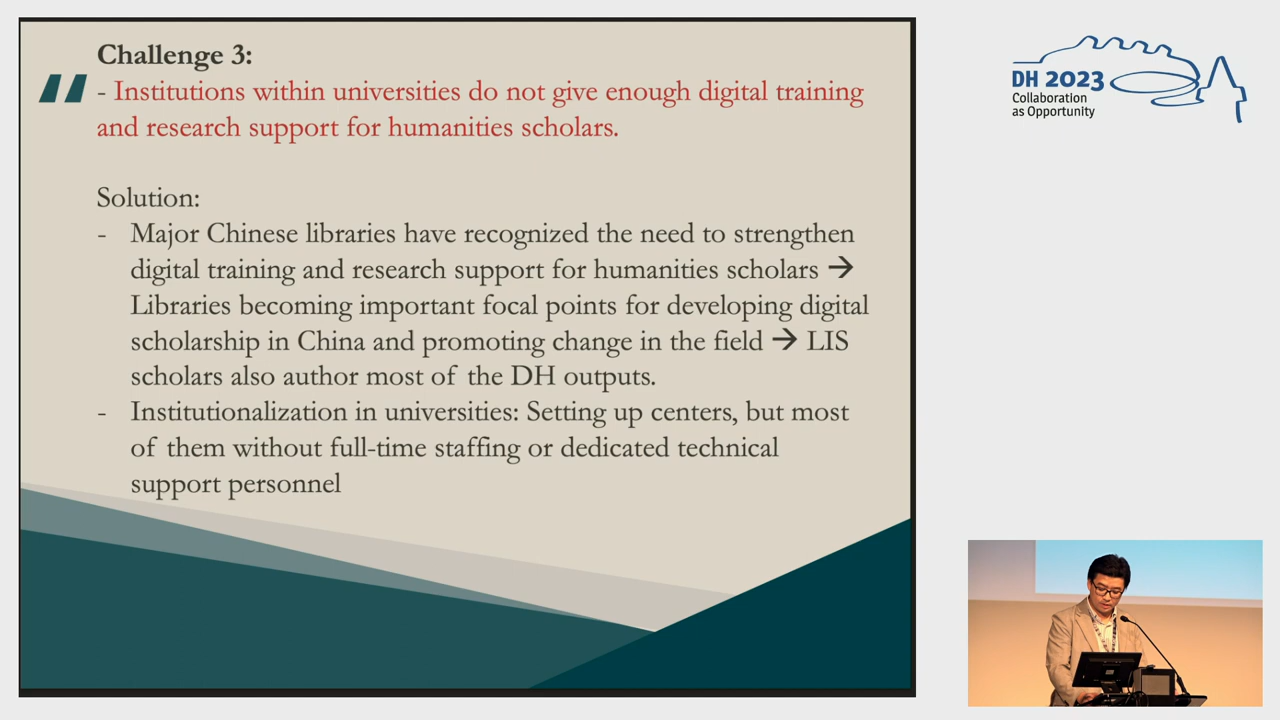 Challenge 3:
- Institutions within universities do not give enough digital training
and research support for humanities scholars.
Solution:
- Major Chinese libraries have recognized the need to strengthen
digital training and research support for humanities scholars →
Libraries becoming important focal points for developing digital
scholarship in China and promoting change in the field → LIS
scholars also author most of the DH outputs.
- Institutionalization in universities: Setting up centers, but most
of them without full-time staffing or dedicated technical
support personnel
DH 2023
Collaboration
as Opportunity